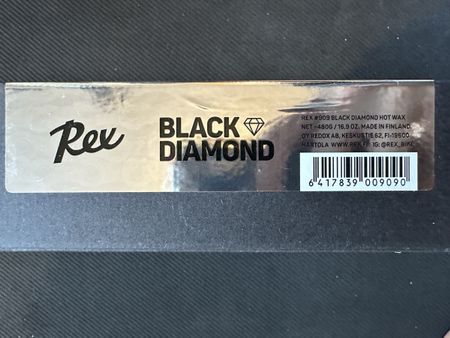 Rex
BLACK
DIAMOND
REX #909 BLACK DIAMOND HOT WAX
NET ~480G / 16.9 OZ. MADE IN FINLAND.
OY REDOX AB, KESKUSTIE 62, FI-19600
HARTOLA WWW.REX.FI IG: @REX_BIKE
6 417839 009090